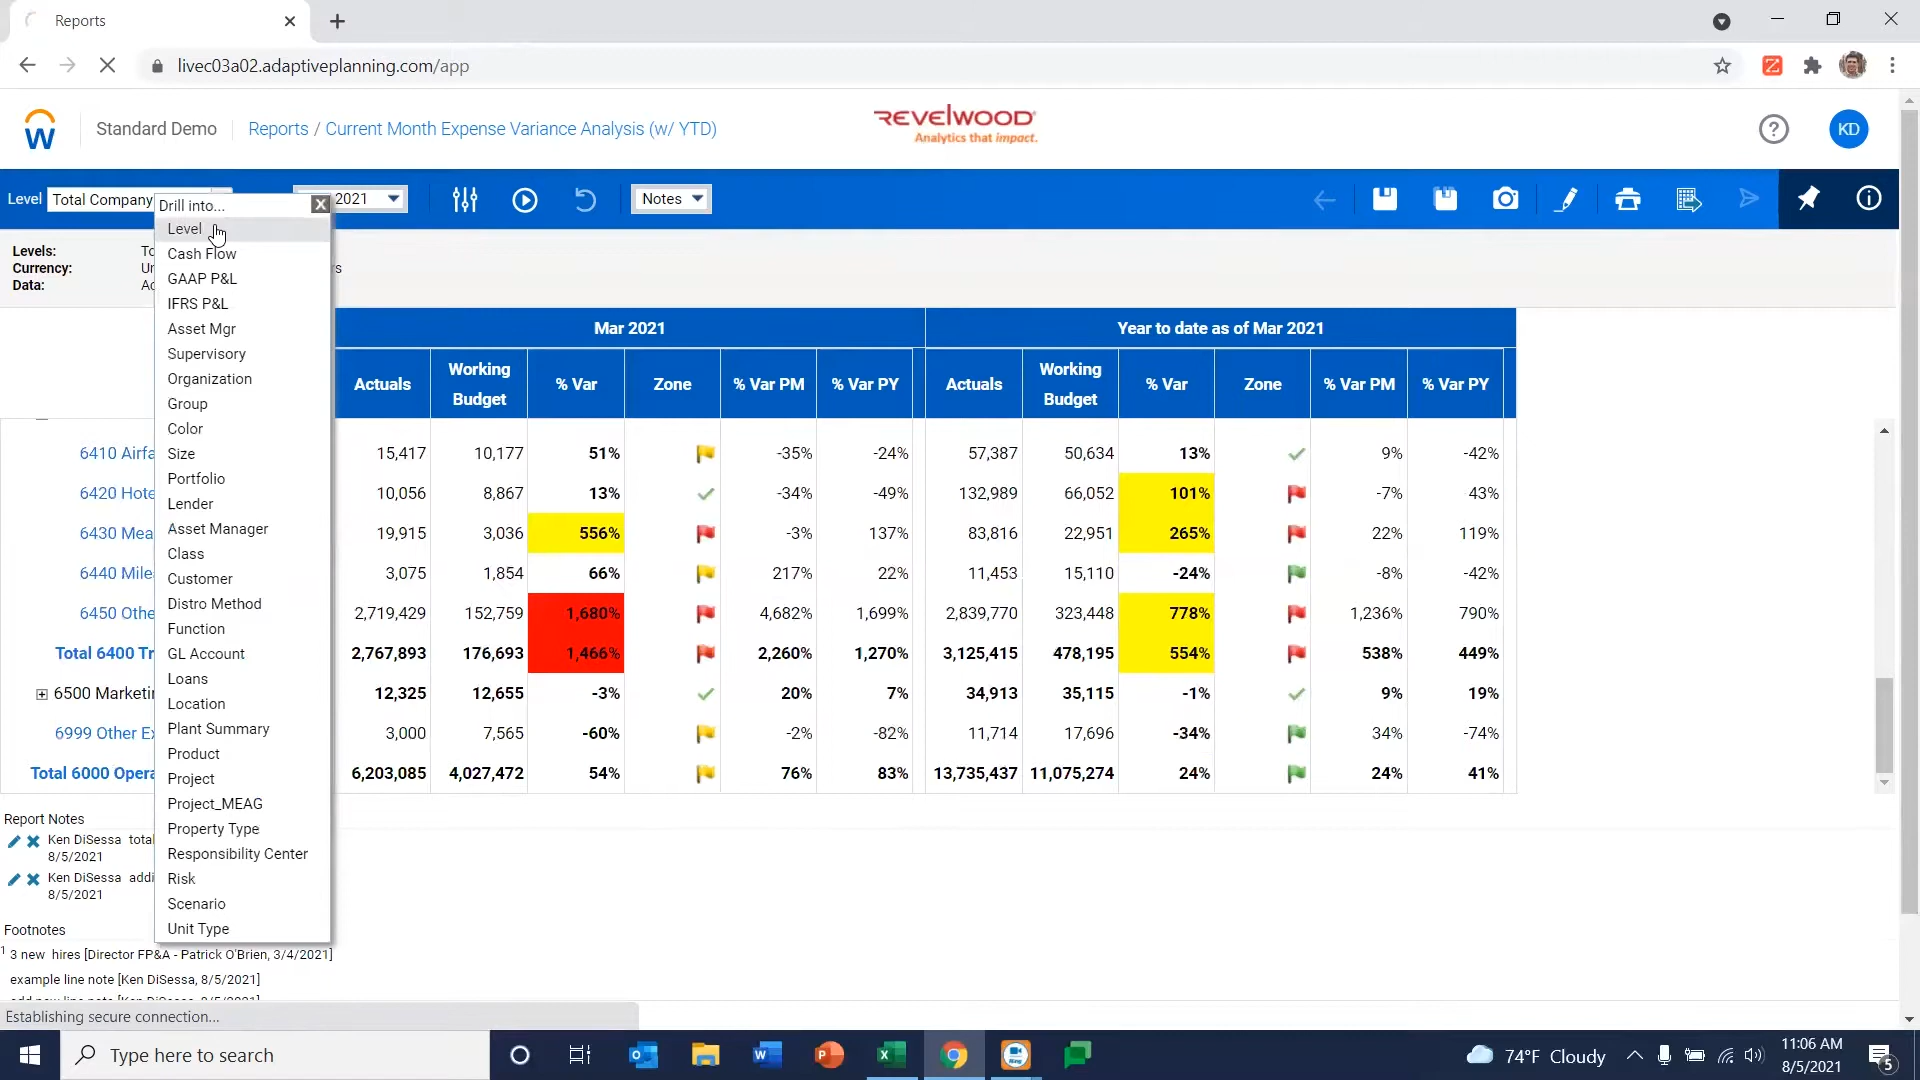 Reports
livec03a02.adaptiveplanning.com/app
Standard Demo
Reports / Current Month Expense Variance Analysis (w/ YTD)
REVELWOOD
Analytics that impact.
KD
Level
Total Company
2021
Notes
Drill into...
Level
Cash Flow
GAAP P&L
IFRS P&L
Asset Mgr
Supervisory
Organization
Group
Color
Size
Portfolio
Lender
Asset Manager
Class
Customer
Distro Method
Function
GL Account
Loans
Location
Plant Summary
Product
Project
Project_MEAG
Property Type
Responsibility Center
Risk
Scenario
Unit Type
Levels:
Currency:
Data:
Mar 2021 Year to date as of Mar 2021
Actuals Working Budget % Var Zone % Var PM % Var PY Actuals Working Budget % Var Zone % Var PM % Var PY
6410 Airfa 15,417 10,177 51% -35% -24% 57,387 50,634 13% 9% -42%
6420 Hote 10,056 8,867 13% -34% -49% 132,989 66,052 101% -7% 43%
6430 Mea 19,915 3,036 556% -3% 137% 83,816 22,951 265% 22% 119%
6440 Mile 3,075 1,854 66% 217% 22% 11,453 15,110 -24% -8% -42%
6450 Othe 2,719,429 152,759 1,680% 4,682% 1,699% 2,839,770 323,448 778% 1,236% 790%
Total 6400 Tr 2,767,893 176,693 1,466% 2,260% 1,270% 3,125,415 478,195 554% 538% 449%
6500 Marketin 12,325 12,655 -3% 20% 7% 34,913 35,115 -1% 9% 19%
6999 Other Ex 3,000 7,565 -60% -2% -82% 11,714 17,696 -34% 34% -74%
Total 6000 Opera 6,203,085 4,027,472 54% 76% 83% 13,735,437 11,075,274 24% 24% 41%
Report Notes
Ken DiSessa total
8/5/2021
Ken DiSessa addi
8/5/2021
Footnotes
1 3 new hires [Director FP&A - Patrick O'Brien, 3/4/2021]
example line note [Ken DiSessa, 8/5/2021]
Establishing secure connection...
Type here to search
74°F Cloudy
11:06 AM
8/5/2021
5